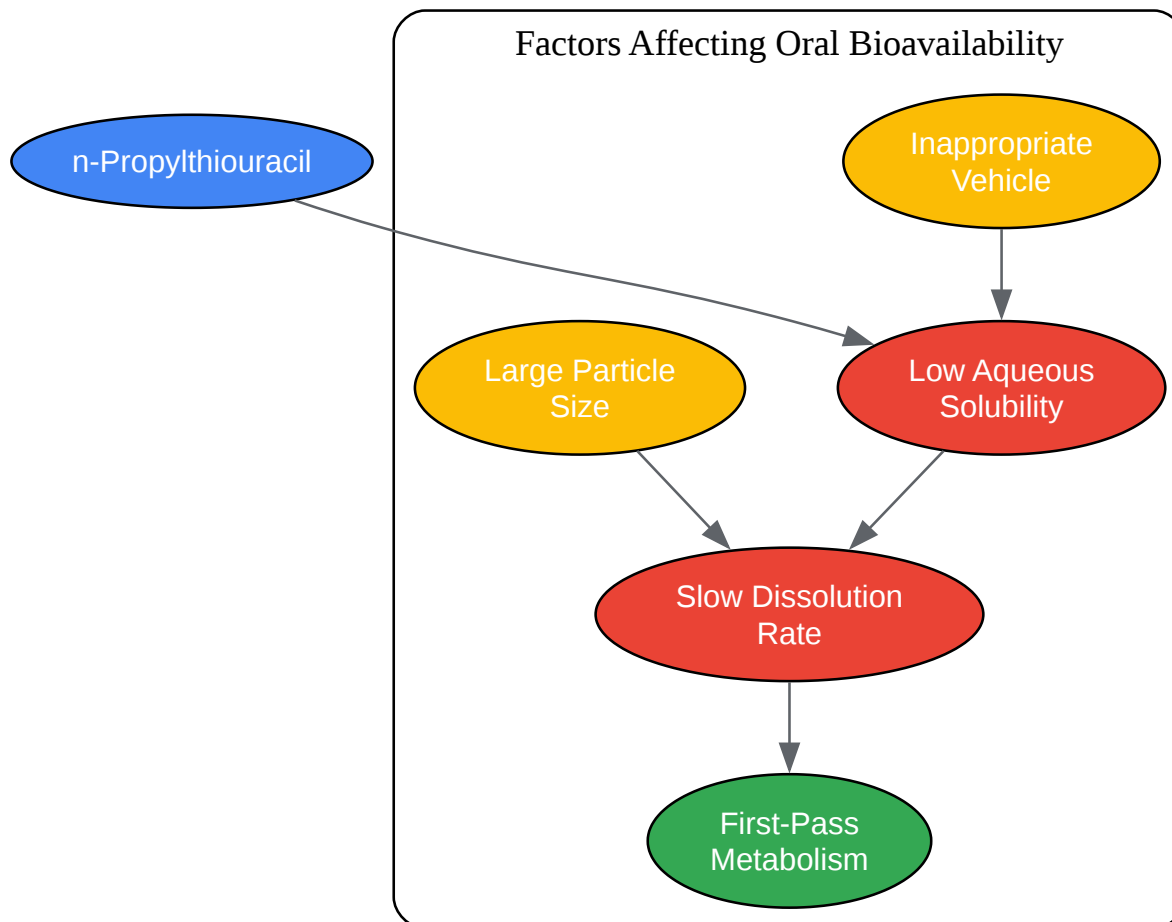 Factors Affecting Oral Bioavailability
n-Propylthiouracil
Inappropriate
Vehicle
Large Particle
Size
Low Aqueous
Solubility
Slow Dissolution
Rate
First-Pass
Metabolism